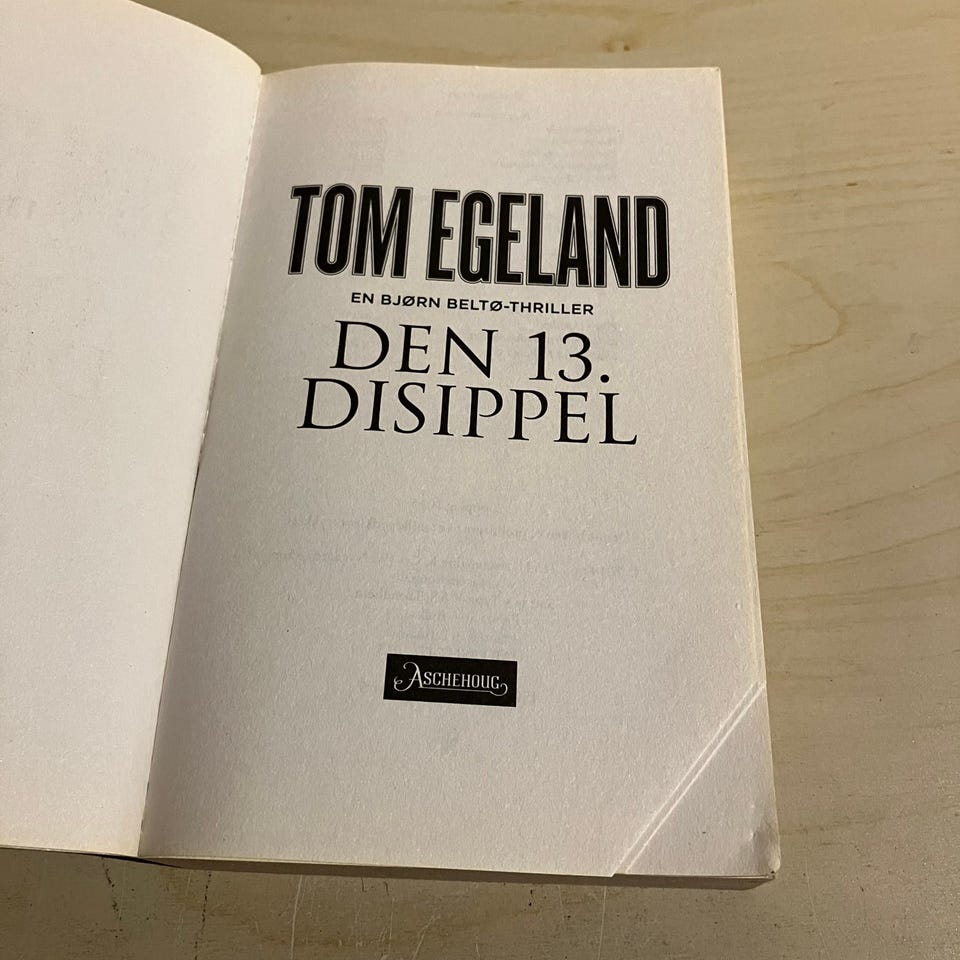 TOM EGELAND
EN BJØRN BELTØ-THRILLER
DEN 13.
DISIPPEL
ASCHEHOUG